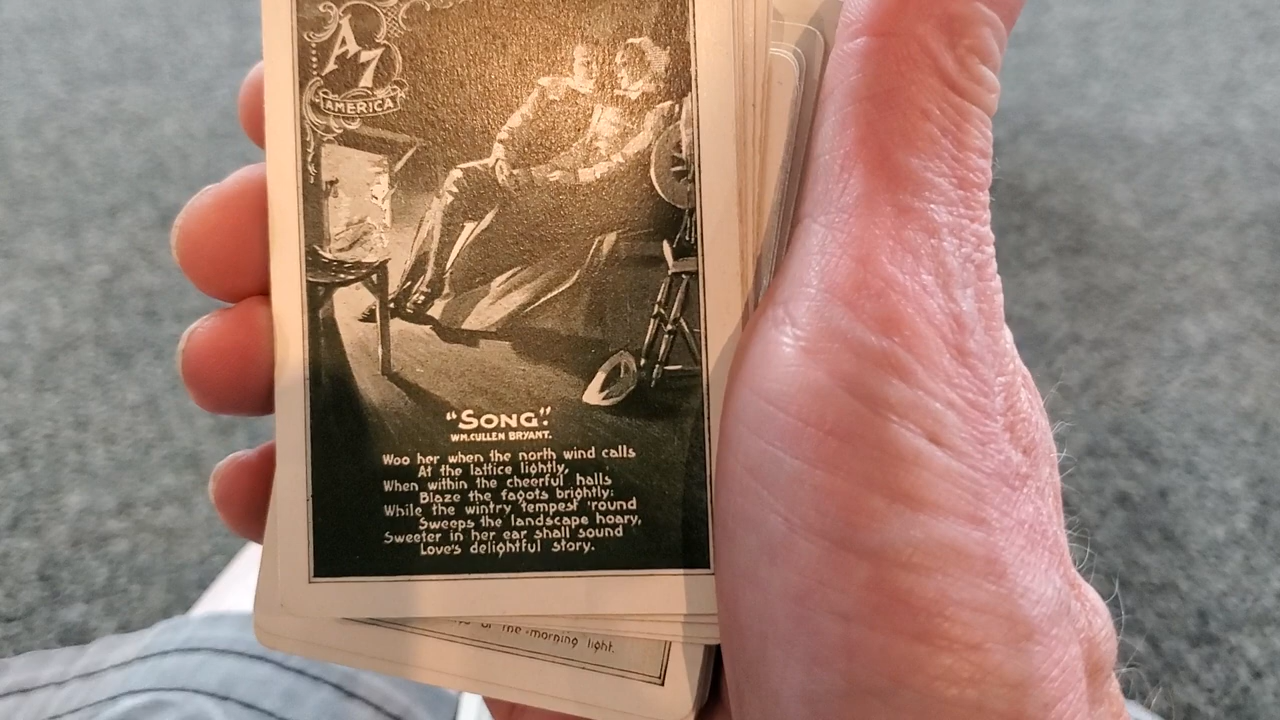 A7
AMERICA
"SONG".
WM. CULLEN BRYANT.
Woo her when the north wind calls
At the lattice lightly,
When within the cheerful halls
Blaze the fagots brightly:
While the wintry tempest 'round
Sweeps the landscape hoary,
Sweeter in her ear shall sound
Love's delightful story.
the morning light.